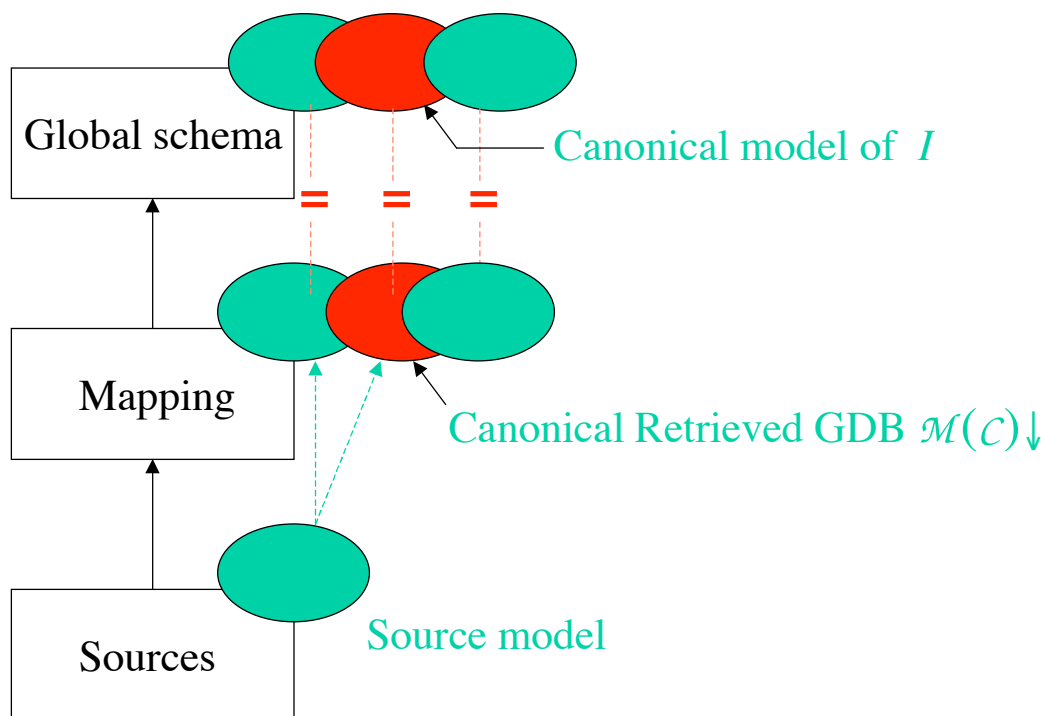 Global schema
Canonical model of I
= = =
Mapping
Canonical Retrieved GDB ℳ(𝒞)↓
Source model
Sources